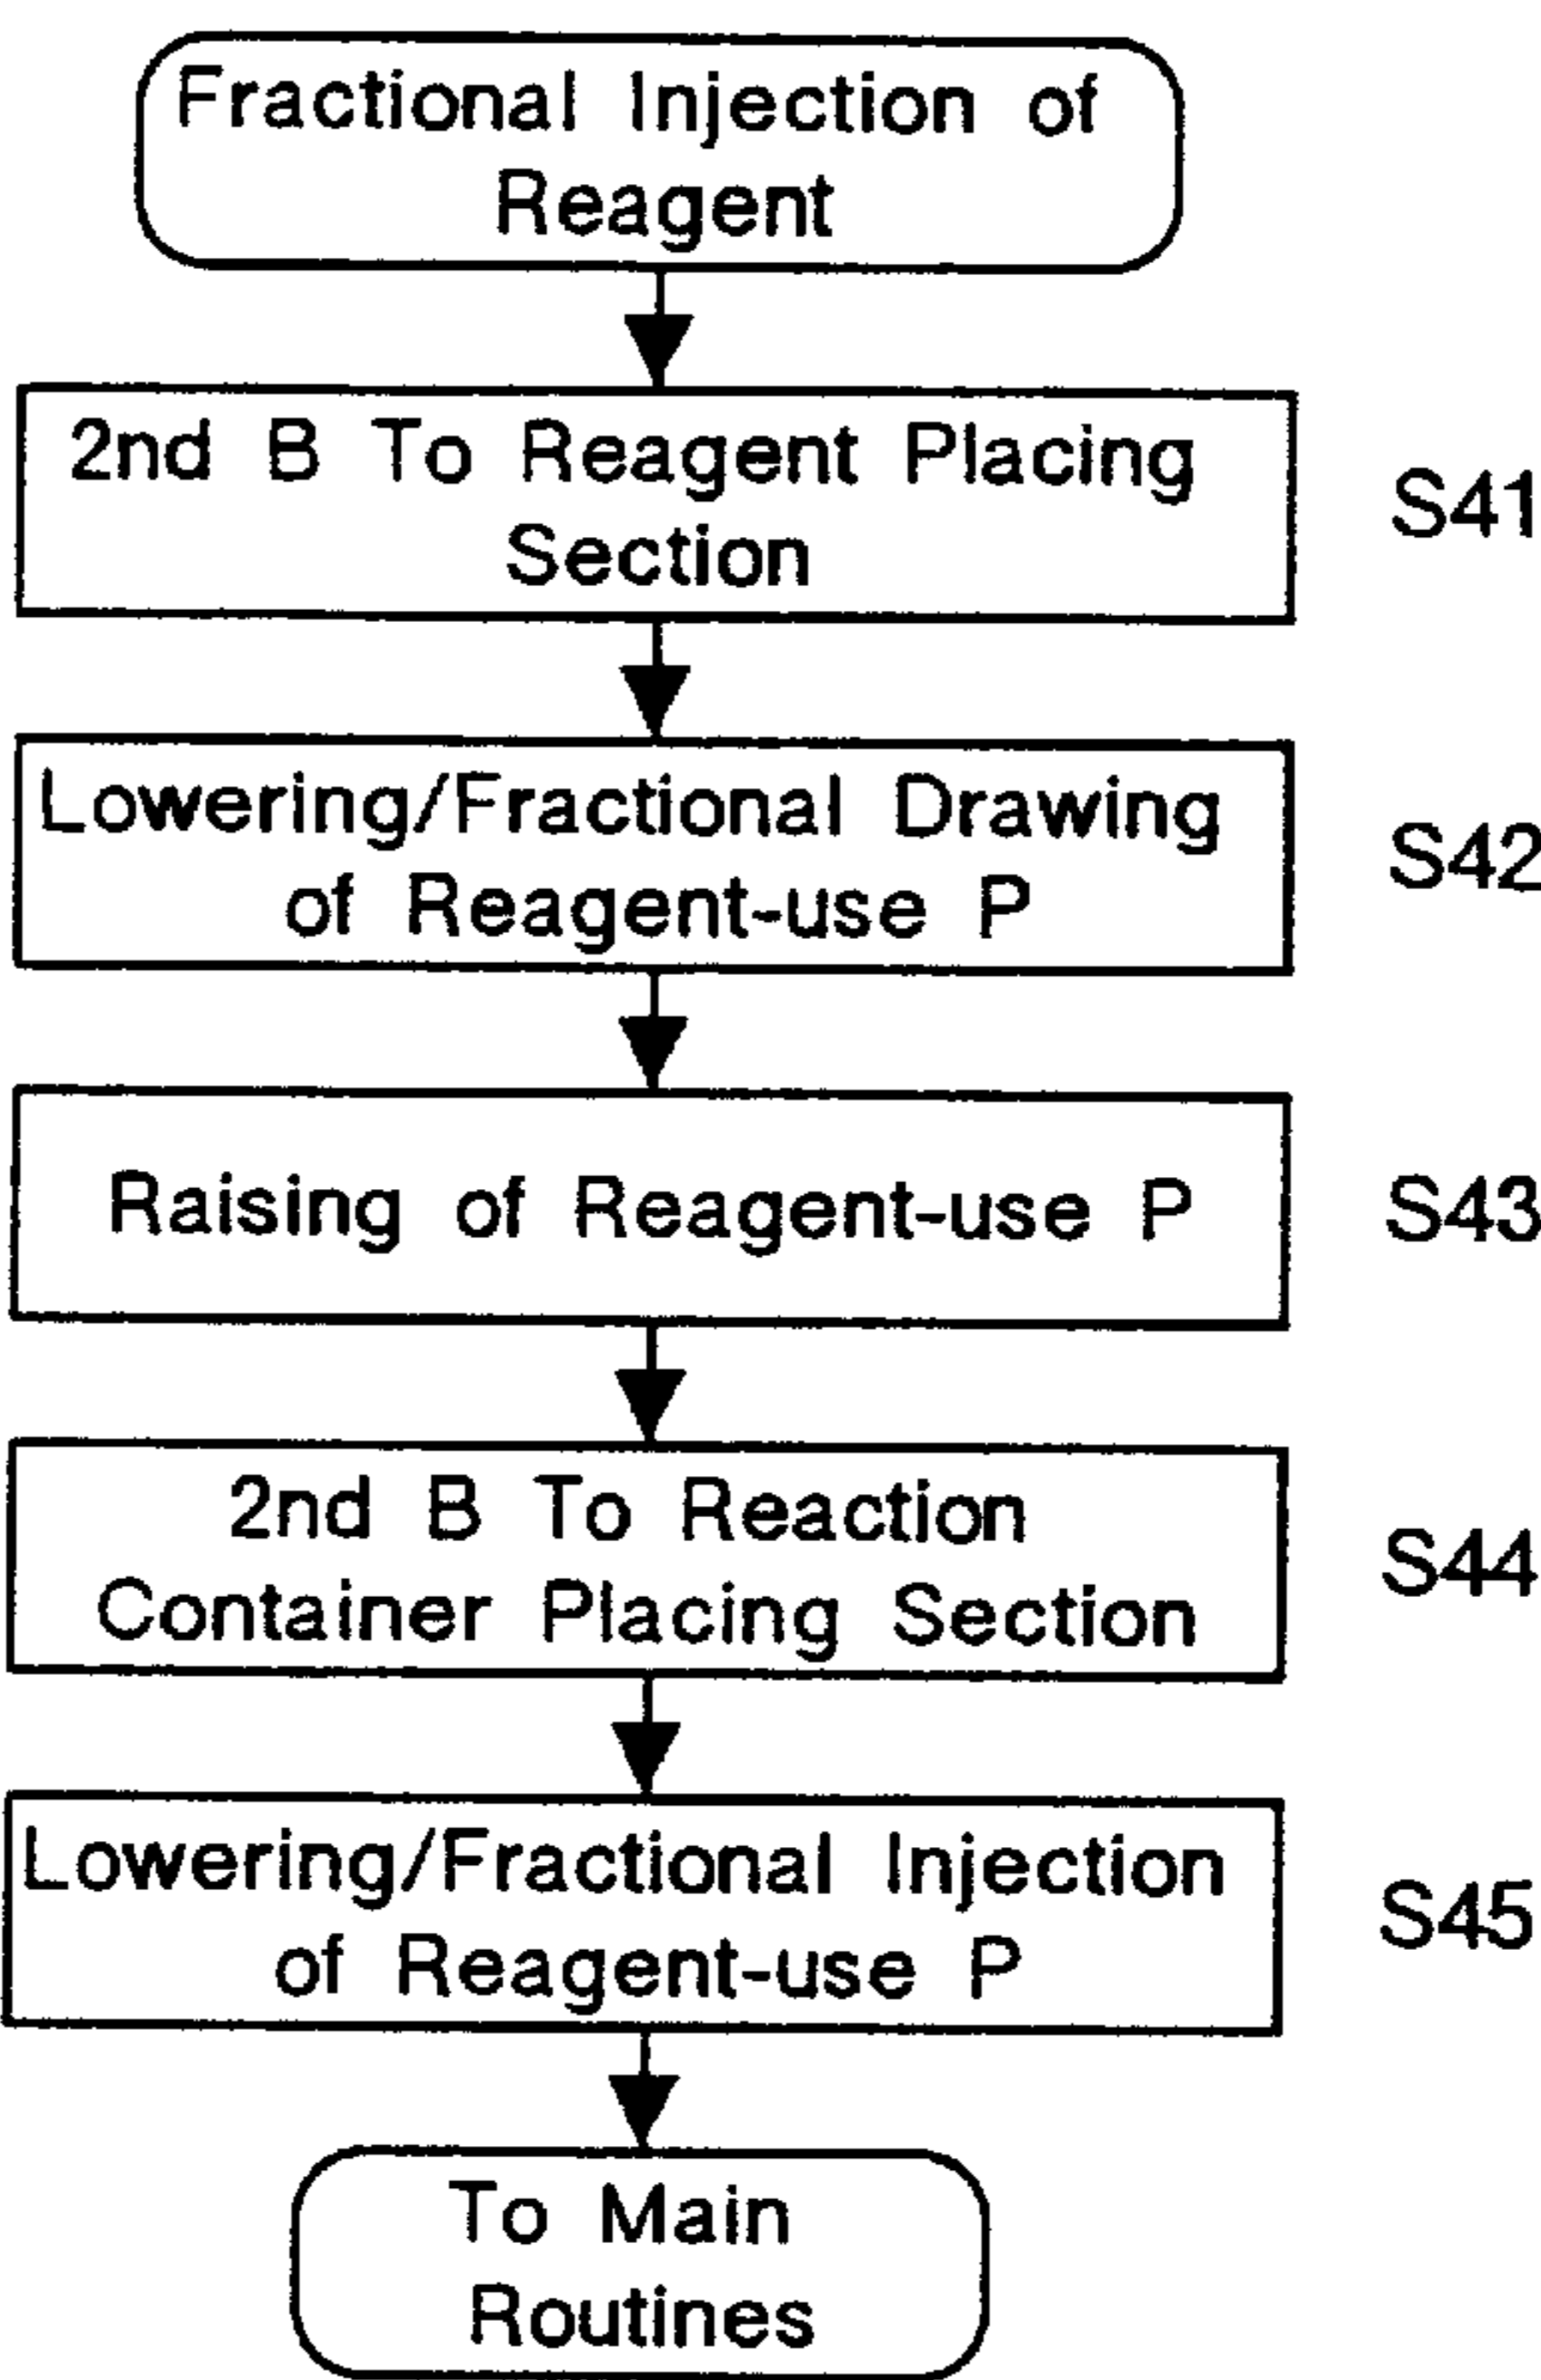 Fractional Injection of
Reagent
2nd B To Reagent Placing
Section
S41
Lowering/Fractional Drawing
of Reagent-use P
S42
Raising of Reagent-use P
S43
2nd B To Reaction
Container Placing Section
S44
Lowering/Fractional Injection
of Reagent-use P
S45
To Main
Routines